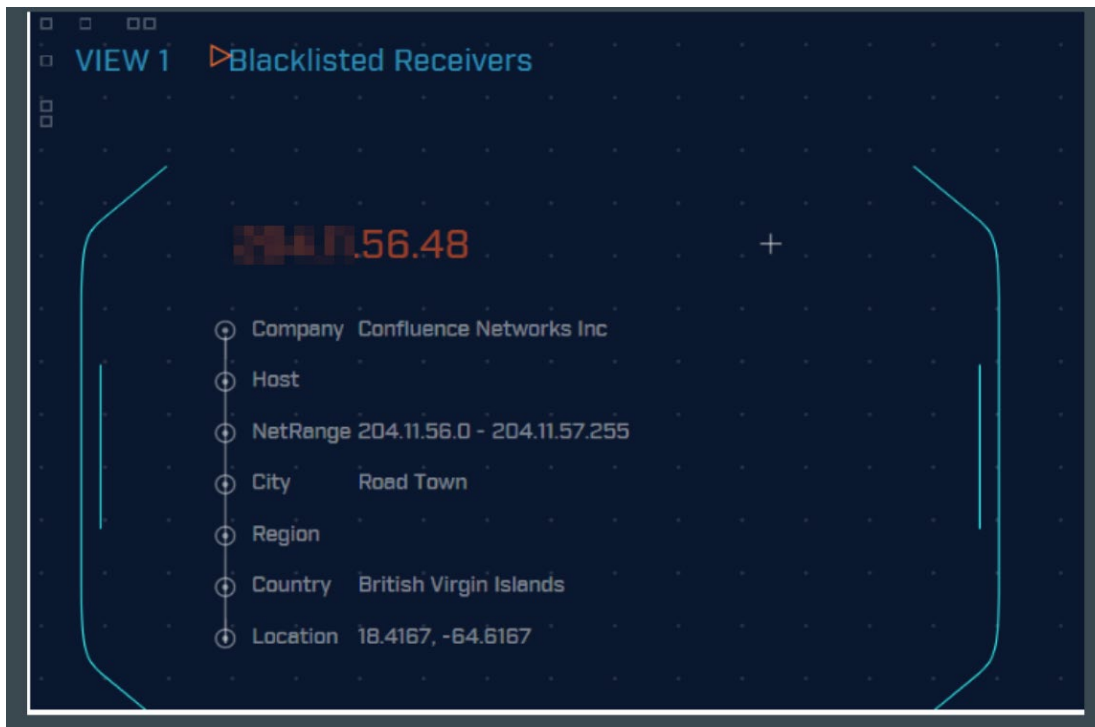 VIEW 1 Blacklisted Receivers
.56.48
Company Confluence Networks Inc
Host
NetRange 204.11.56.0 - 204.11.57.255
City Road Town
Region
Country British Virgin Islands
Location 18.4167, -64.6167